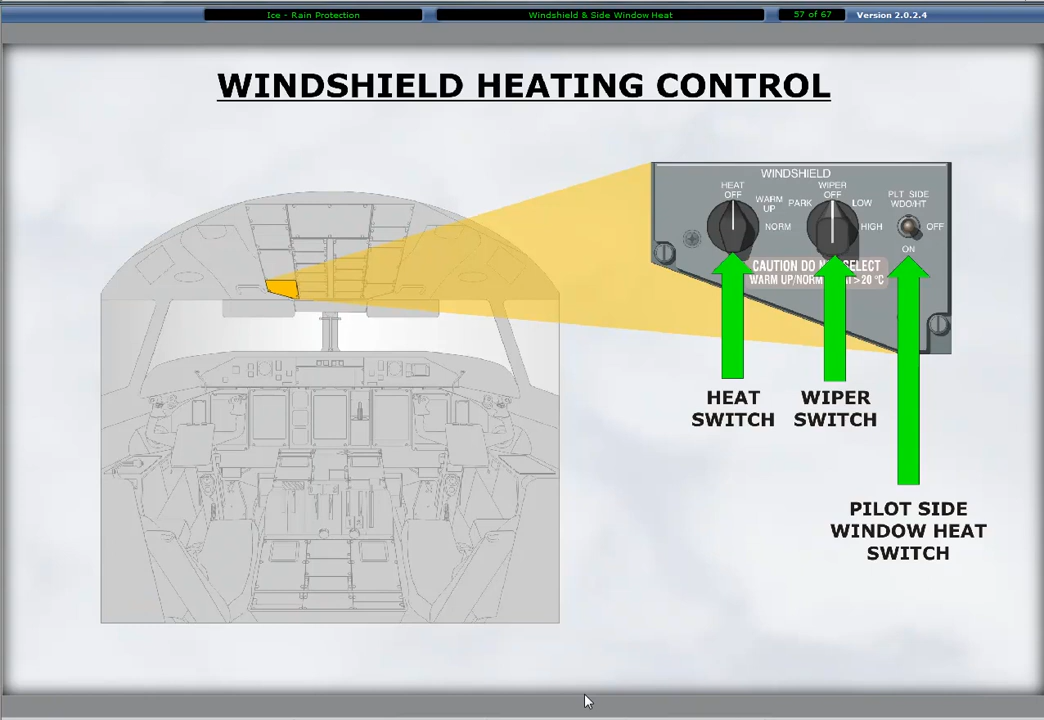 Ice - Rain Protection
Windshield & Side Window Heat
57 of 67
Version 2.0.2.4
WINDSHIELD HEATING CONTROL
WINDSHIELD
HEAT
OFF
WARM
UP
NORM
WIPER
OFF
PARK
LOW
HIGH
PLT SIDE
WDO/HT
OFF
ON
CAUTION DO SELECT
WARM UP/NORM >20 °C
HEAT
SWITCH
WIPER
SWITCH
PILOT SIDE
WINDOW HEAT
SWITCH